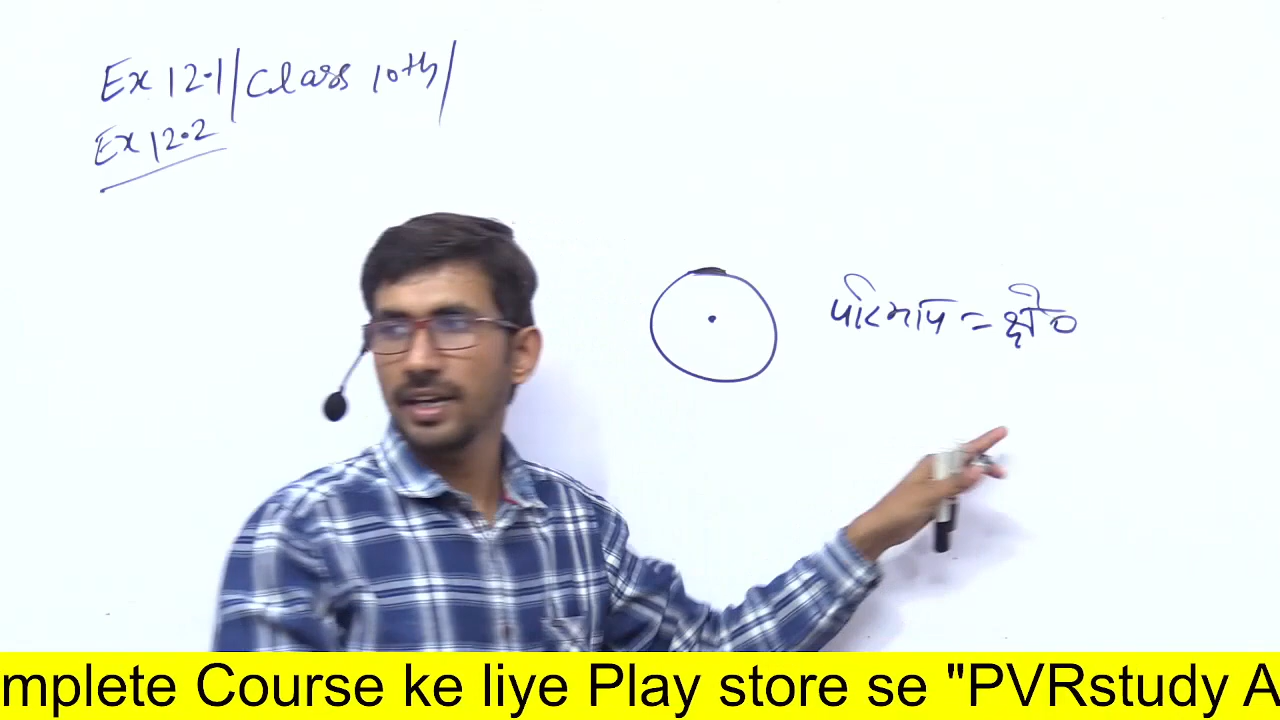 Ex 12.1/Class 10th/
Ex 12.2
परिमाप = क्षे०
mplete Course ke liye Play store se "PVRstudy A